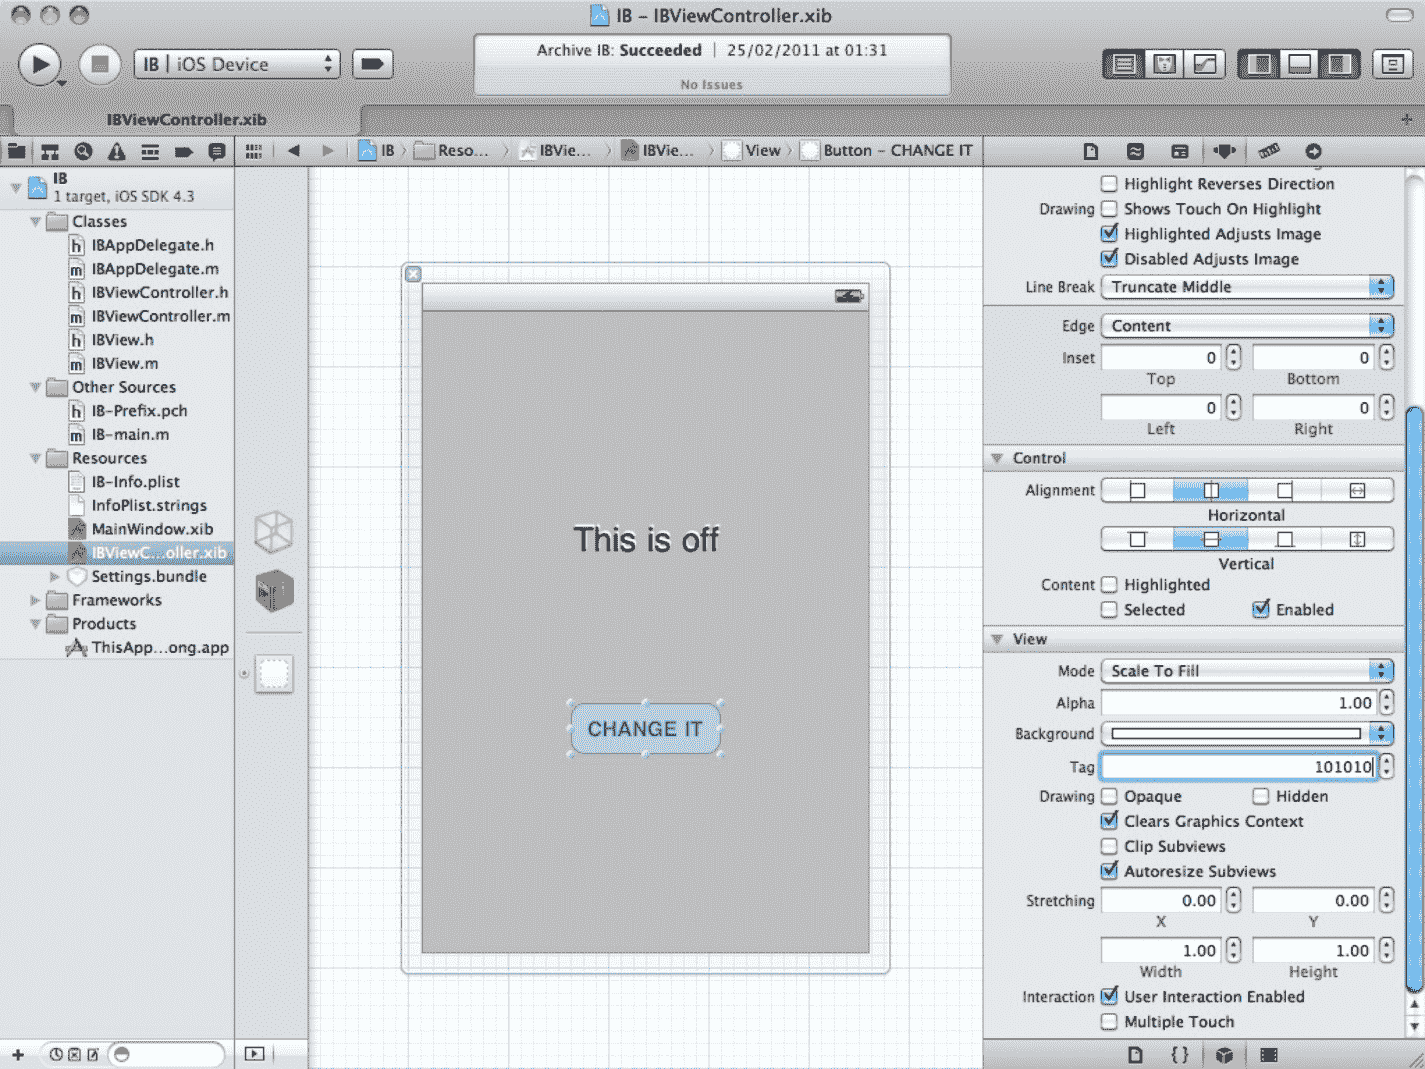 IB – IBViewController.xib
IB | iOS Device
Archive IB: Succeeded | 25/02/2011 at 01:31
No Issues
IBViewController.xib
IB
Reso...
IBVie...
IBVie...
View
Button – CHANGE IT
IB
1 target, iOS SDK 4.3
Classes
IBAppDelegate.h
IBAppDelegate.m
IBViewController.h
IBViewController.m
IBView.h
IBView.m
Other Sources
IB-Prefix.pch
IB-main.m
Resources
IB-Info.plist
InfoPlist.strings
MainWindow.xib
IBViewC...oller.xib
Settings.bundle
Frameworks
Products
ThisApp...ong.app
This is off
CHANGE IT
Highlight Reverses Direction
Drawing Shows Touch On Highlight
Highlighted Adjusts Image
Disabled Adjusts Image
Line Break Truncate Middle
Edge Content
Inset 0 0
Top Bottom
0 0
Left Right
Control
Alignment
Horizontal
Vertical
Content Highlighted
Selected Enabled
View
Mode Scale To Fill
Alpha 1.00
Background
Tag 101010
Drawing Opaque Hidden
Clears Graphics Context
Clip Subviews
Autoresize Subviews
Stretching 0.00 0.00
X Y
1.00 1.00
Width Height
Interaction User Interaction Enabled
Multiple Touch